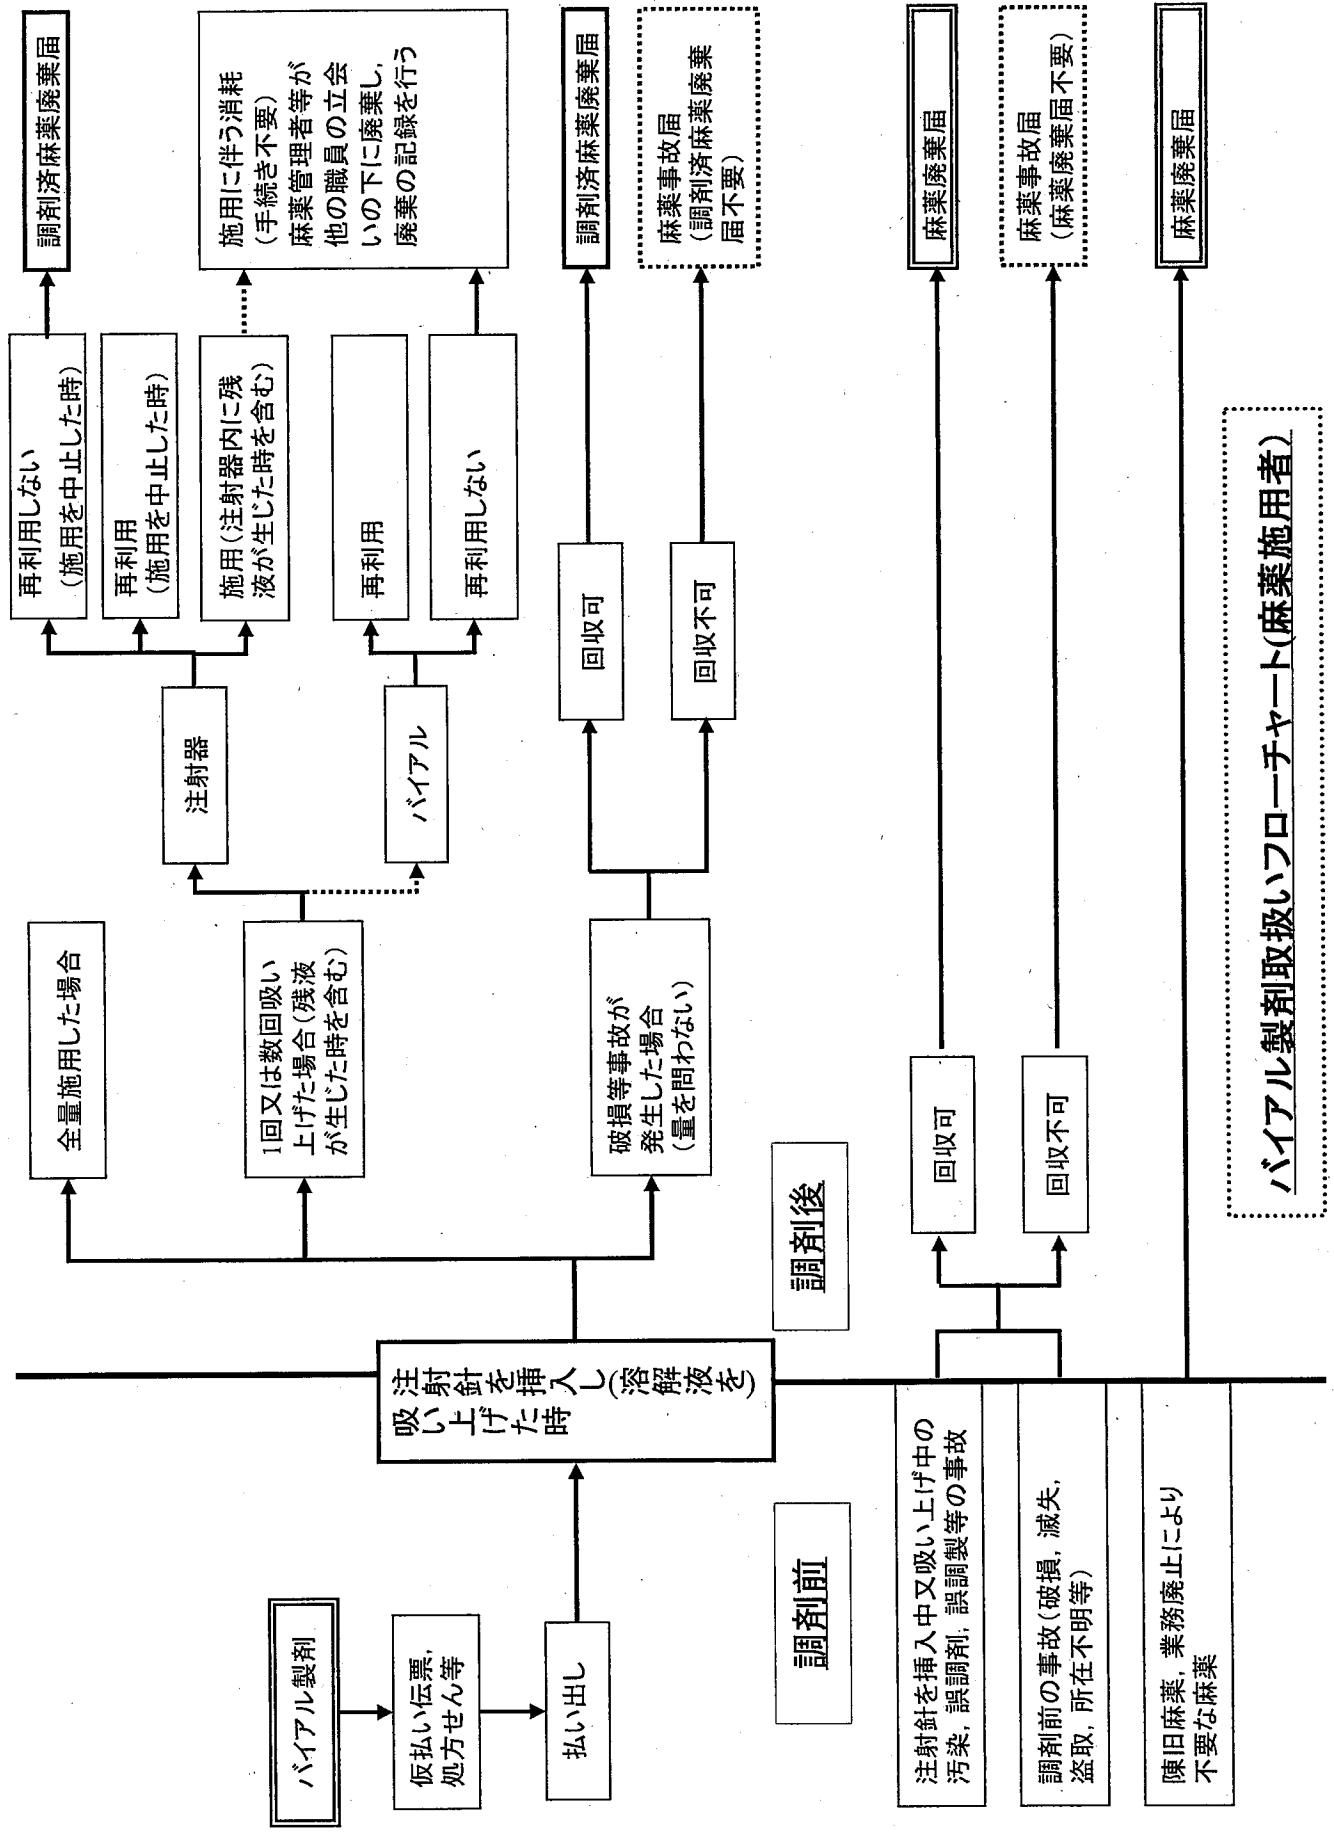 バイアル製剤
仮払い伝票,
処方せん等
払い出し
注射針を挿入し(溶解液を)
吸い上げた時
全量施用した場合
1回又は数回吸い
上げた場合(残液
が生じた時を含む)
破損等事故が
発生した場合
(量を問わない)
注射器
バイアル
再利用しない
(施用を中止した時)
再利用
(施用を中止した時)
施用(注射器内に残
液が生じた時を含む)
再利用
再利用しない
回収可
回収不可
調剤済麻薬廃棄届
施用に伴う消耗
(手続き不要)
麻薬管理者等が
他の職員の立会
いの下に廃棄し,
廃棄の記録を行う
調剤済麻薬廃棄届
麻薬事故届
(調剤済麻薬廃棄
届不要)
調剤前
調剤後
注射針を挿入中又吸い上げ中の
汚染,誤調剤,誤調製等の事故
調剤前の事故(破損,滅失,
盗取,所在不明等)
陳旧麻薬,業務廃止により
不要な麻薬
回収可
回収不可
麻薬廃棄届
麻薬事故届
(麻薬廃棄届不要)
麻薬廃棄届
バイアル製剤取扱いフローチャート(麻薬施用者)